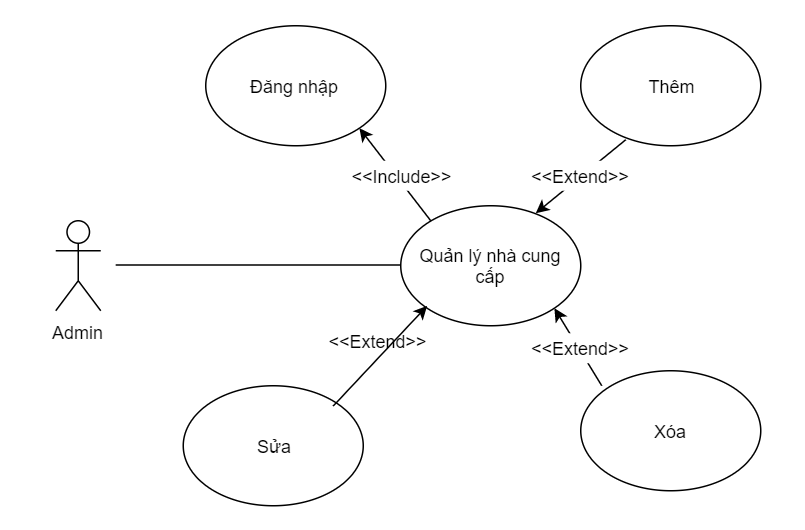 Đăng nhập
Thêm
<<Include>>
<<Extend>>
Quản lý nhà cung
cấp
Admin
<<Extend>>
<<Extend>>
Sửa
Xóa